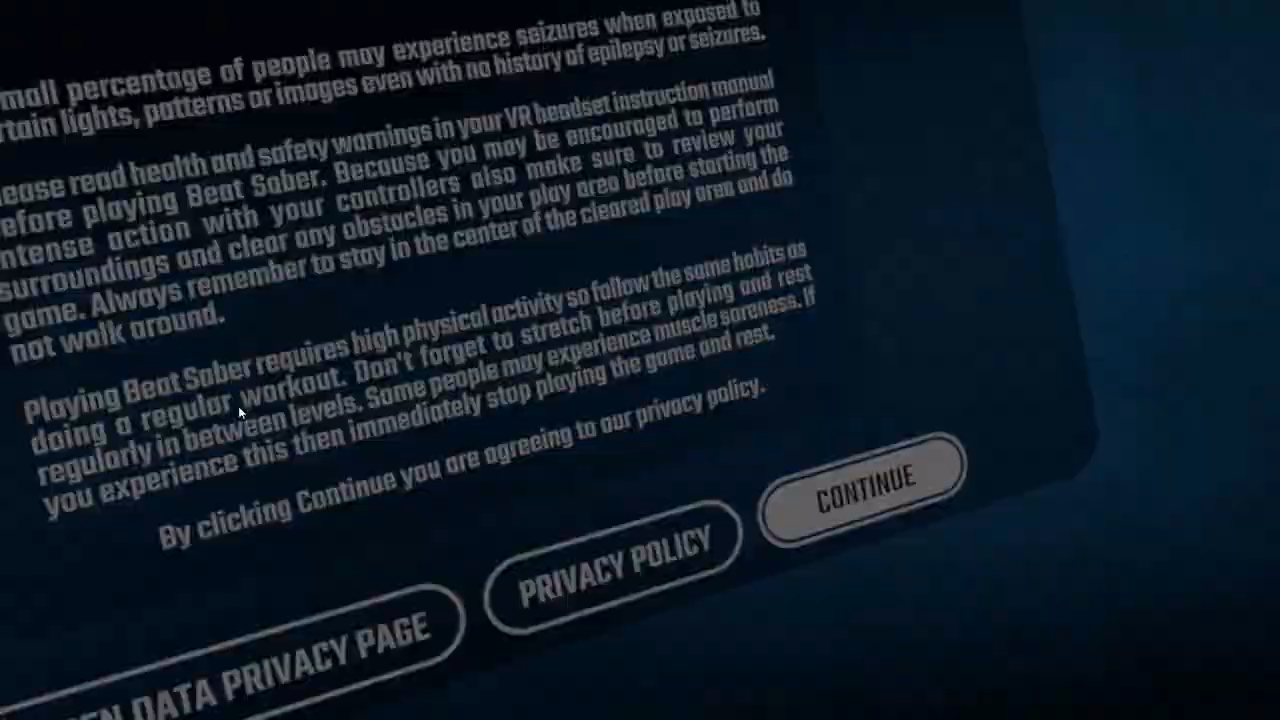 mall percentage of people may experience seizures when exposed to
rtain lights, patterns or images even with no history of epilepsy or seizures.
lease read health and safety warnings in your VR headset instruction manual
efore playing Beat Saber. Because you may be encouraged to perform
ntense action with your controllers also make sure to review your
surroundings and clear any obstacles in your play area before starting the
game. Always remember to stay in the center of the cleared play area and do
not walk around.
Playing Beat Saber requires high physical activity so follow the same habits as
doing a regular workout. Don't forget to stretch before playing and rest
regularly in between levels. Some people may experience muscle soreness. If
you experience this then immediately stop playing the game and rest.
By clicking Continue you are agreeing to our privacy policy.
CONTINUE
PRIVACY POLICY
EN DATA PRIVACY PAGE